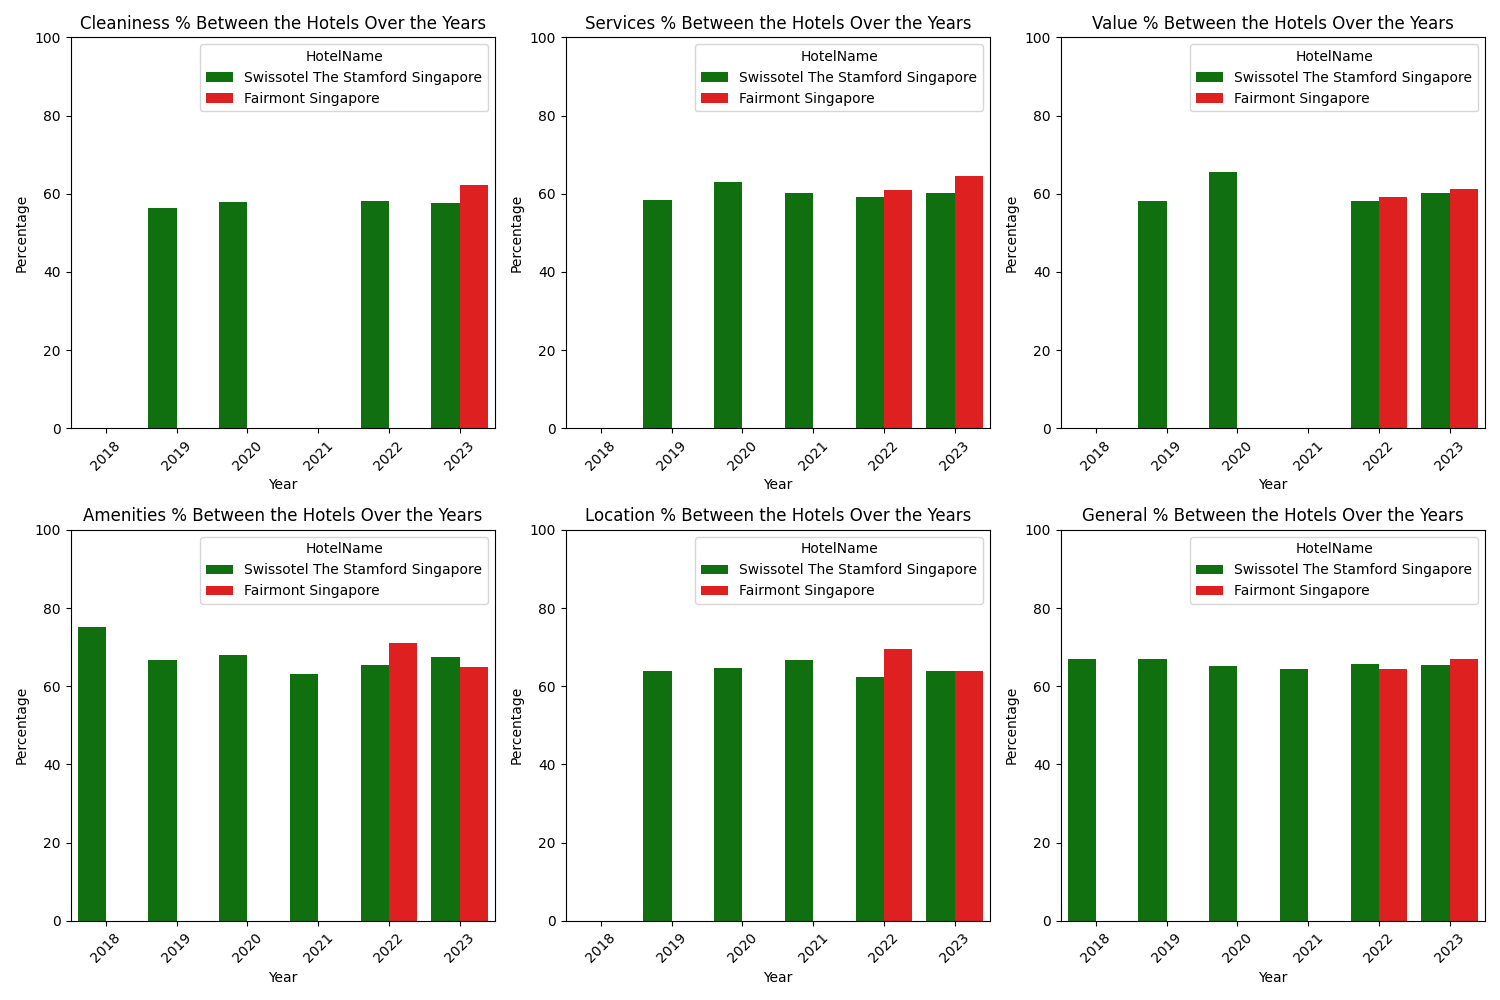 Cleaniness % Between the Hotels Over the Years
100
80
60
40
20
0
Percentage
HotelName
Swissotel The Stamford Singapore
Fairmont Singapore
2018
2019
2020
2021
2022
2023
Year
Services % Between the Hotels Over the Years
100
80
60
40
20
0
Percentage
HotelName
Swissotel The Stamford Singapore
Fairmont Singapore
2018
2019
2020
2021
2022
2023
Year
Value % Between the Hotels Over the Years
100
80
60
40
20
0
Percentage
HotelName
Swissotel The Stamford Singapore
Fairmont Singapore
2018
2019
2020
2021
2022
2023
Year
Amenities % Between the Hotels Over the Years
100
80
60
40
20
0
Percentage
HotelName
Swissotel The Stamford Singapore
Fairmont Singapore
2018
2019
2020
2021
2022
2023
Year
Location % Between the Hotels Over the Years
100
80
60
40
20
0
Percentage
HotelName
Swissotel The Stamford Singapore
Fairmont Singapore
2018
2019
2020
2021
2022
2023
Year
General % Between the Hotels Over the Years
100
80
60
40
20
0
Percentage
HotelName
Swissotel The Stamford Singapore
Fairmont Singapore
2018
2019
2020
2021
2022
2023
Year